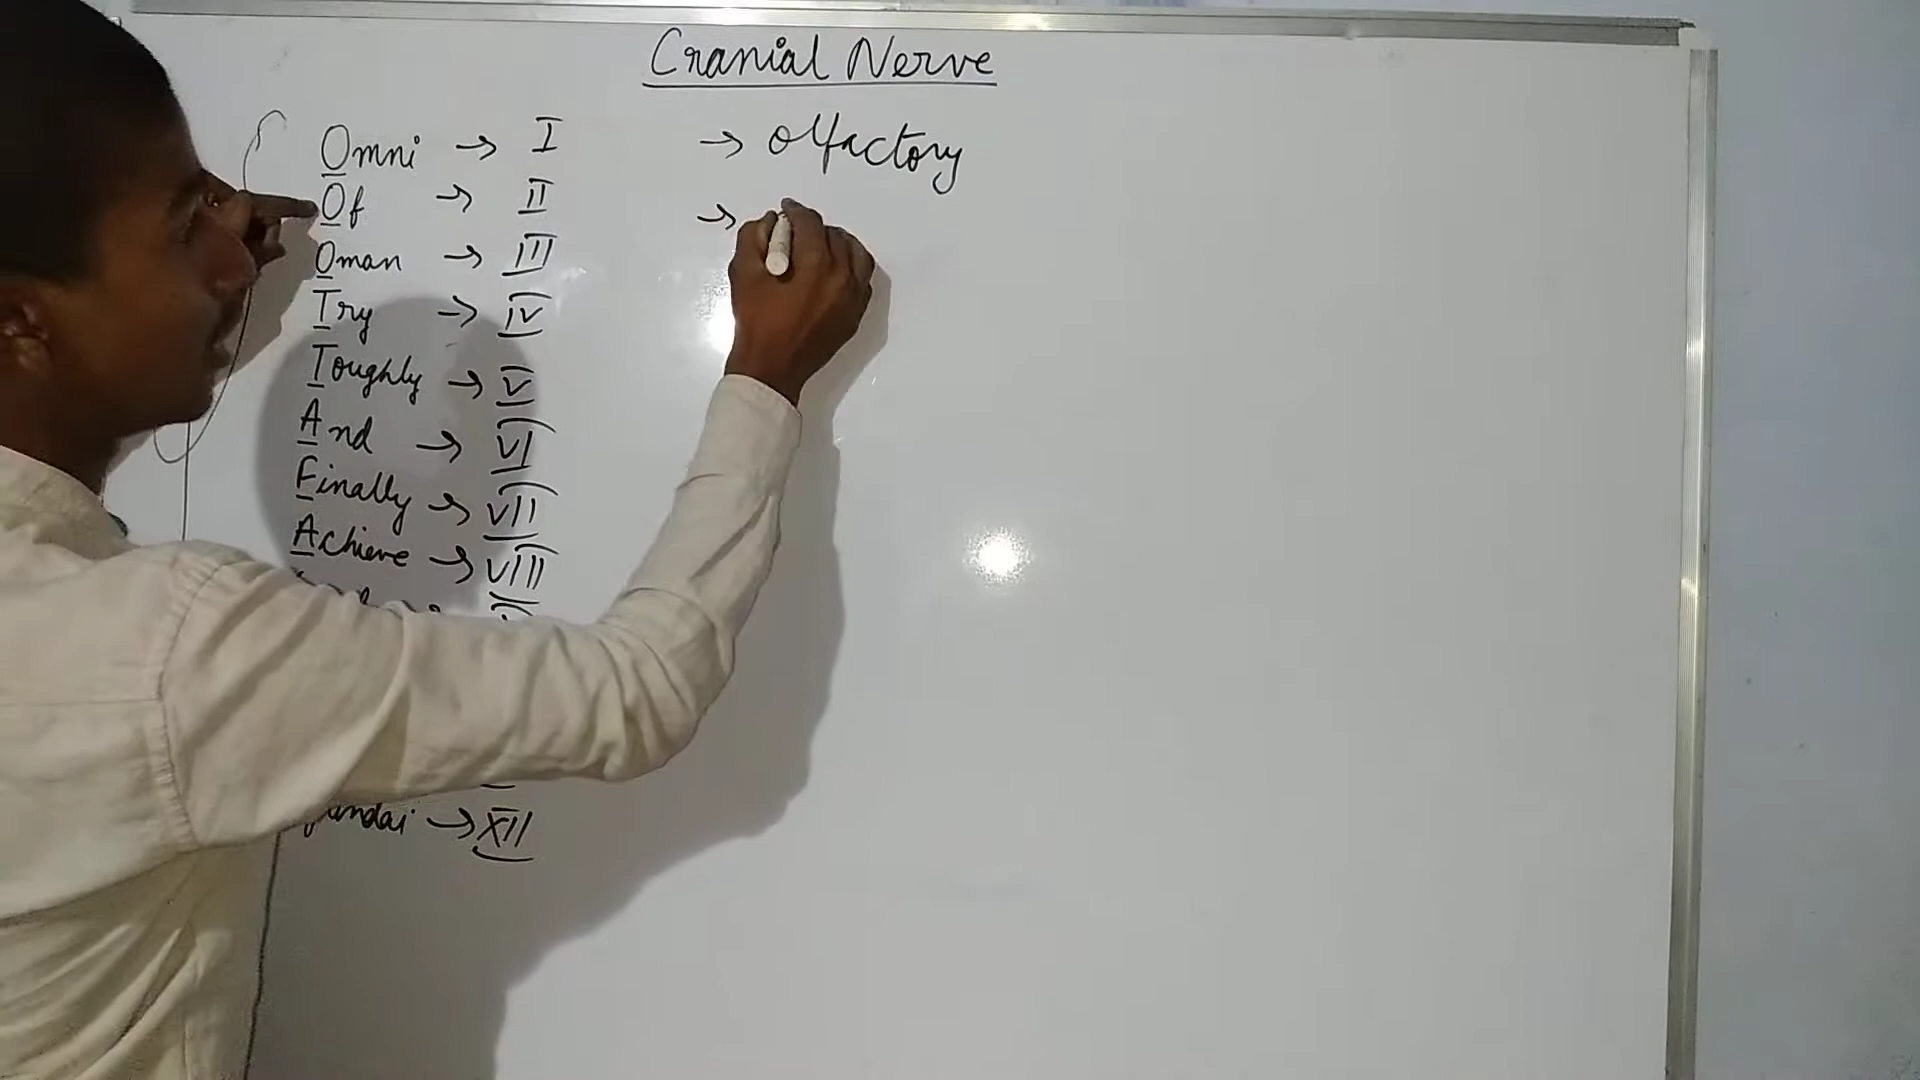 Cranial Nerve
Omni → I → olfactory
Of → II →
Oman → III
Try → IV
Toughly → V
And → VI
Finally → VII
Achieve → VIII
→ XII